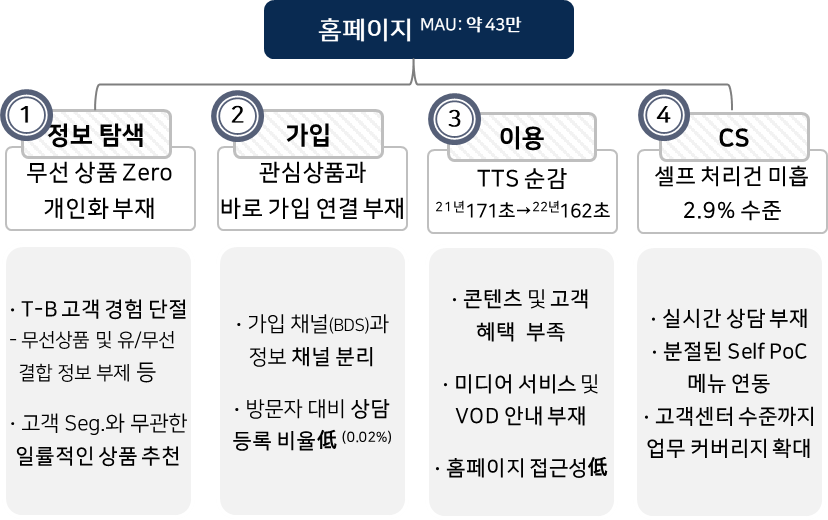 홈페이지 MAU: 약 43만
1
정보 탐색
무선 상품 Zero
개인화 부재
· T-B 고객 경험 단절
- 무선상품 및 유/무선
결합 정보 부제 등
· 고객 Seg.와 무관한
일률적인 상품 추천
2
가입
관심상품과
바로 가입 연결 부재
· 가입 채널(BDS)과
정보 채널 분리
· 방문자 대비 상담
등록 비율低 (0.02%)
3
이용
TTS 순감
21년171초→22년162초
· 콘텐츠 및 고객
혜택 부족
· 미디어 서비스 및
VOD 안내 부재
· 홈페이지 접근성低
4
CS
셀프 처리건 미흡
2.9% 수준
· 실시간 상담 부재
· 분절된 Self PoC
메뉴 연동
· 고객센터 수준까지
업무 커버리지 확대